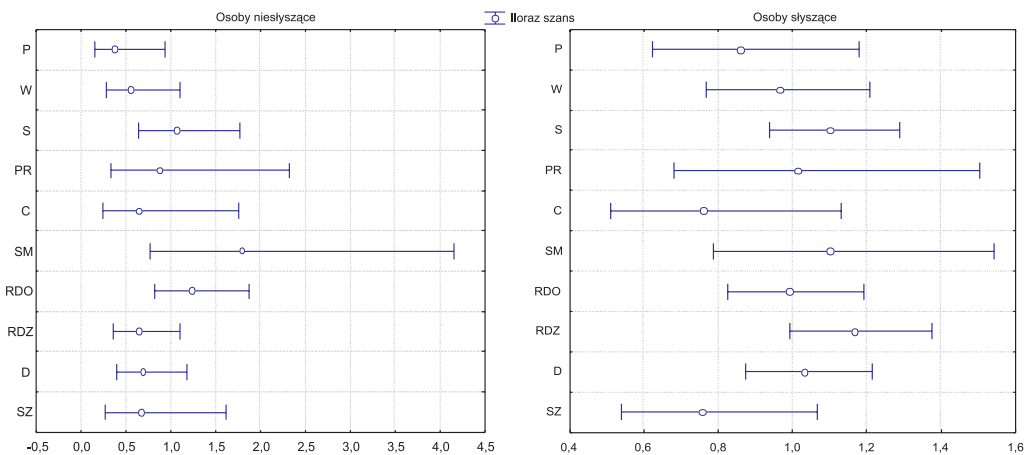 Osoby niesłyszące
Iloraz szans
Osoby słyszące
P
W
S
PR
C
SM
RDO
RDZ
D
SZ
-0,5 0,0 0,5 1,0 1,5 2,0 2,5 3,0 3,5 4,0 4,5
P
W
S
PR
C
SM
RDO
RDZ
D
SZ
0,4 0,6 0,8 1,0 1,2 1,4 1,6